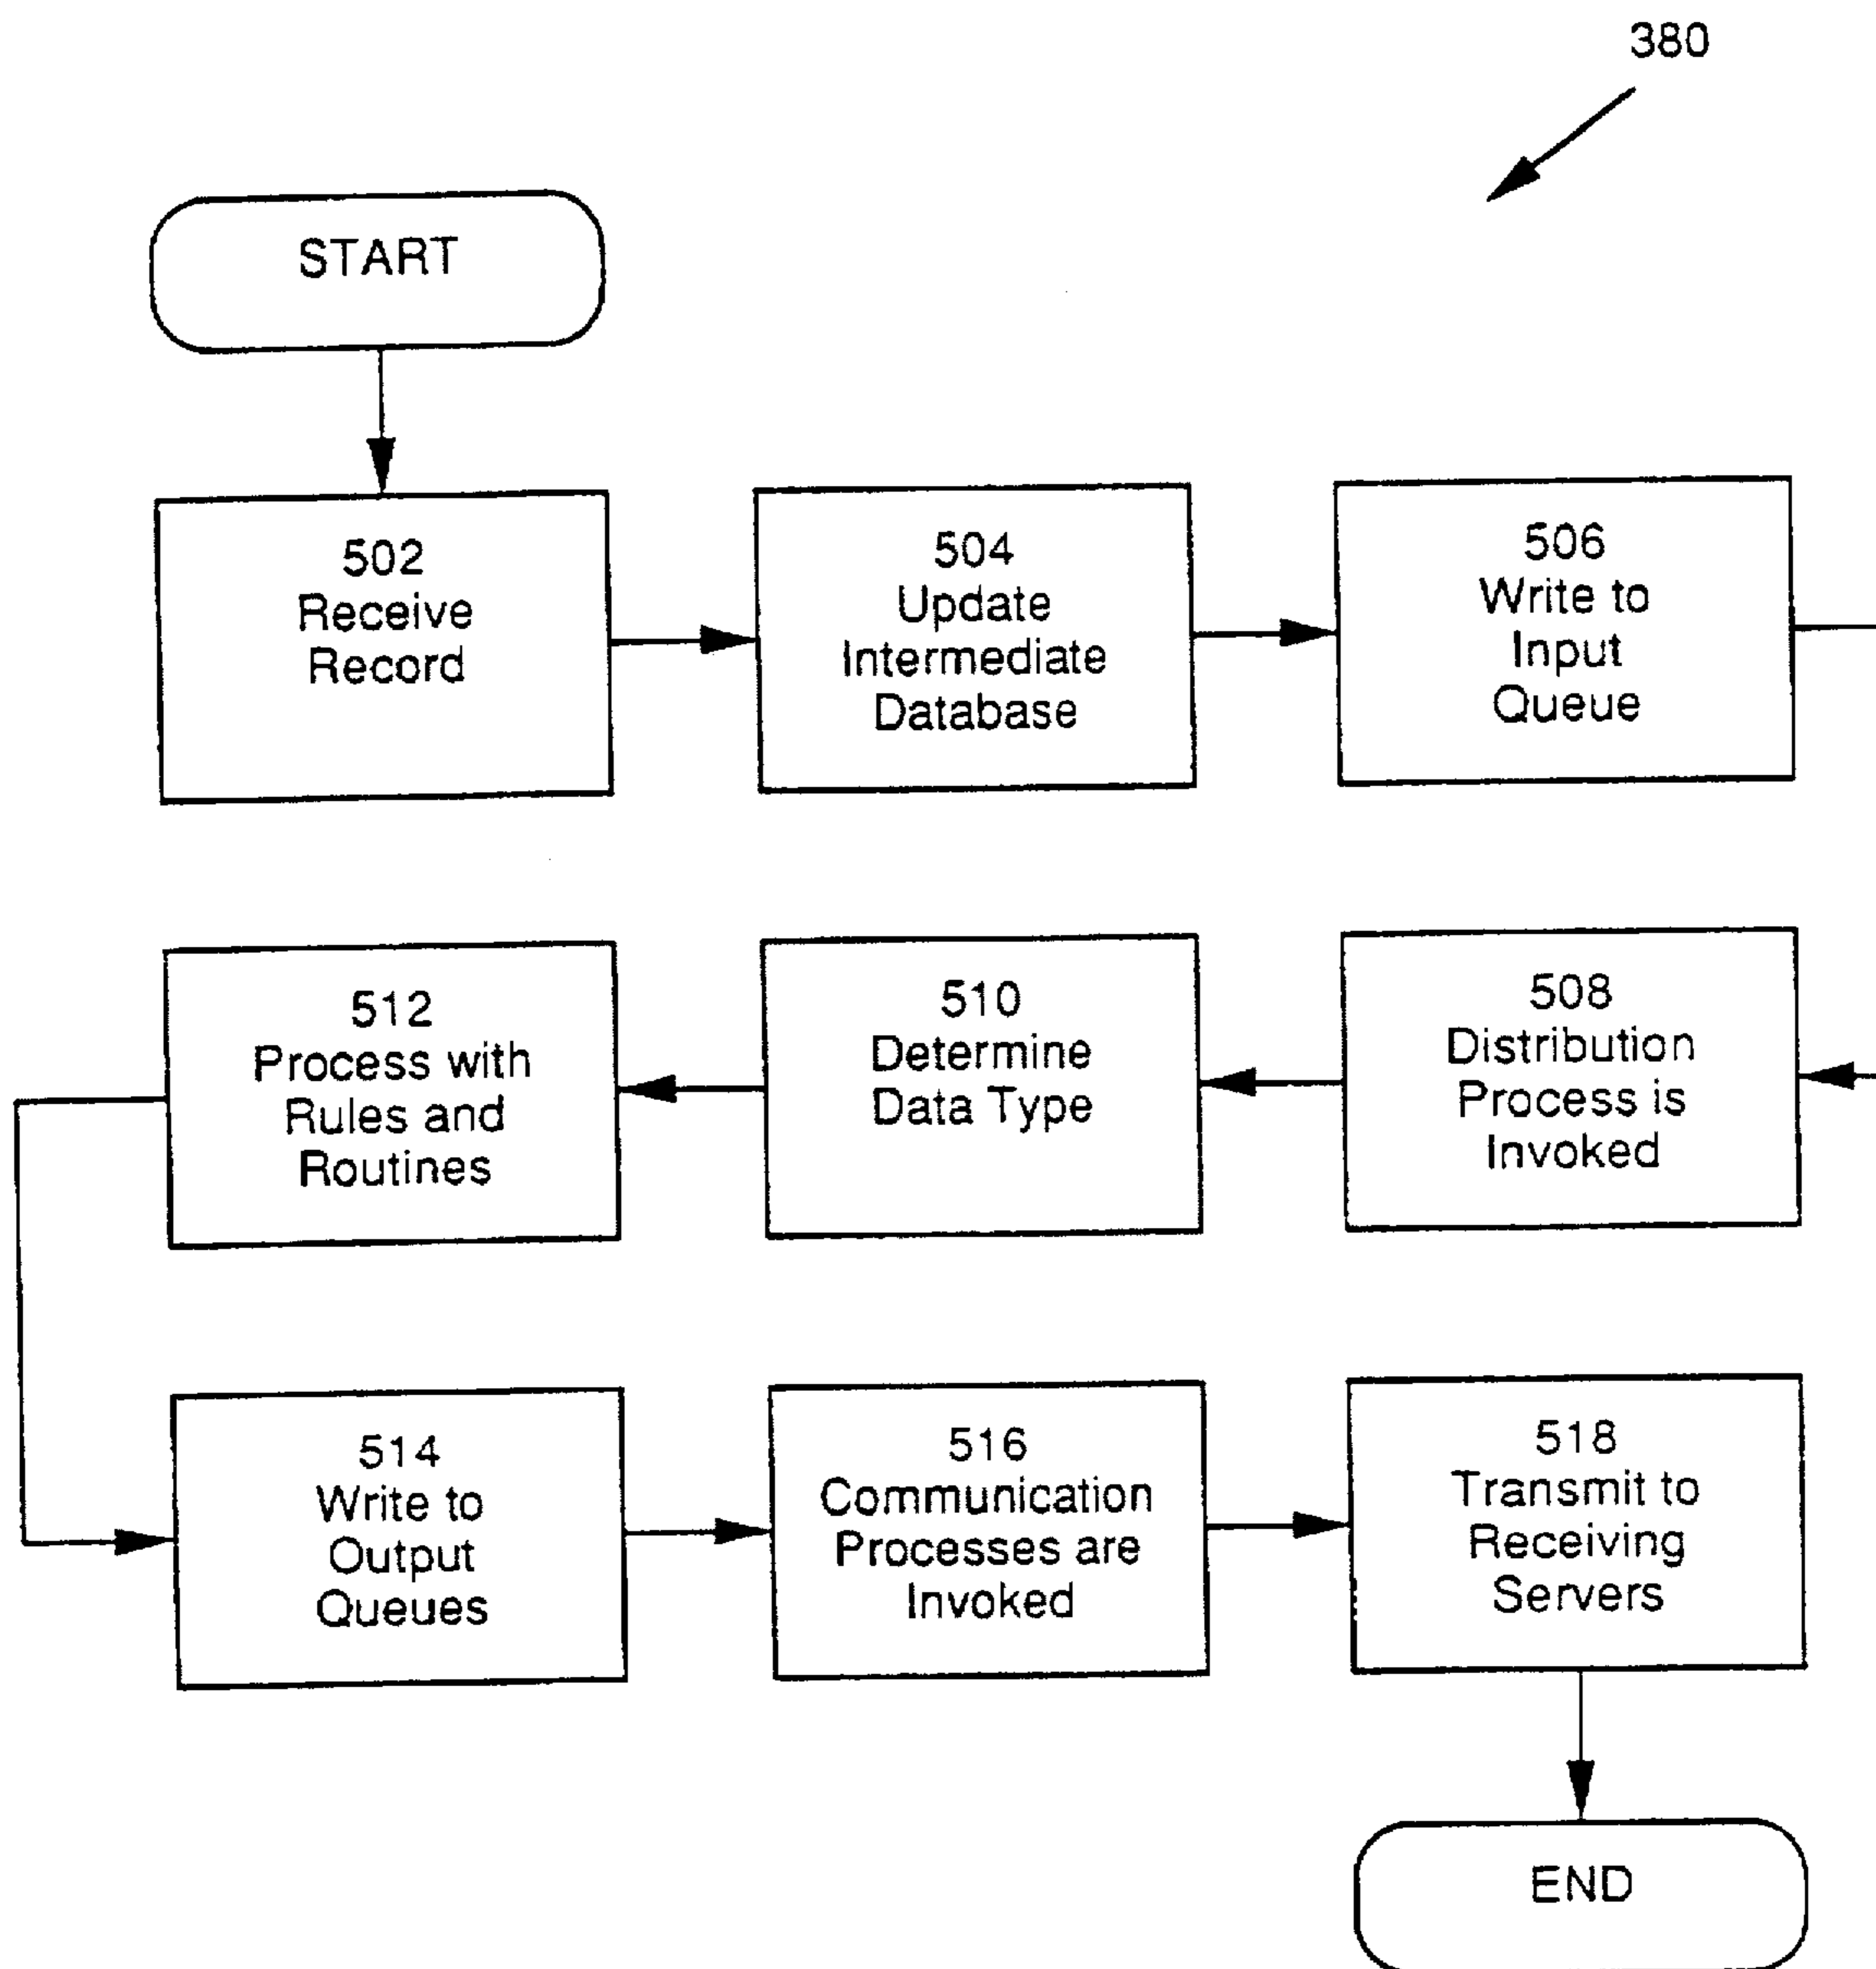 380
START
502
Receive
Record
504
Update
Intermediate
Database
506
Write to
Input
Queue
508
Distribution
Process is
Invoked
510
Determine
Data Type
512
Process with
Rules and
Routines
514
Write to
Output
Queues
516
Communication
Processes are
Invoked
518
Transmit to
Receiving
Servers
END